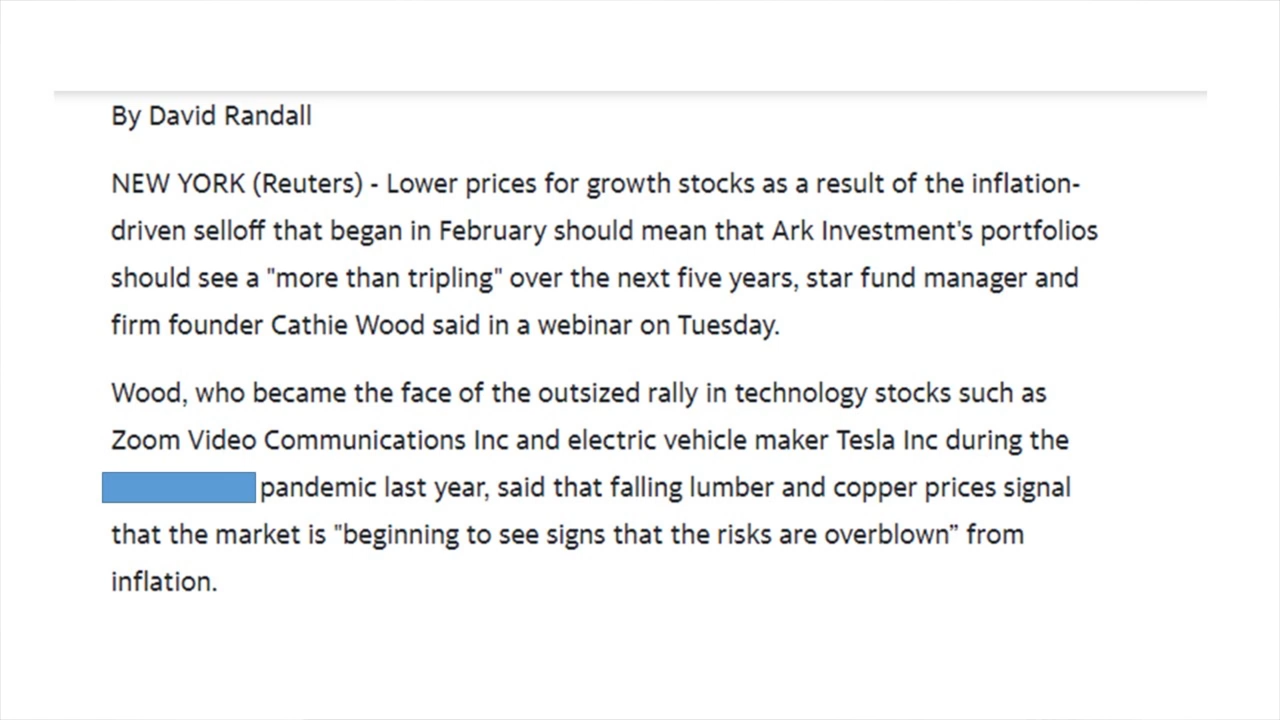 By David Randall
NEW YORK (Reuters) - Lower prices for growth stocks as a result of the inflation-
driven selloff that began in February should mean that Ark Investment's portfolios
should see a "more than tripling" over the next five years, star fund manager and
firm founder Cathie Wood said in a webinar on Tuesday.
Wood, who became the face of the outsized rally in technology stocks such as
Zoom Video Communications Inc and electric vehicle maker Tesla Inc during the
pandemic last year, said that falling lumber and copper prices signal
that the market is "beginning to see signs that the risks are overblown” from
inflation.